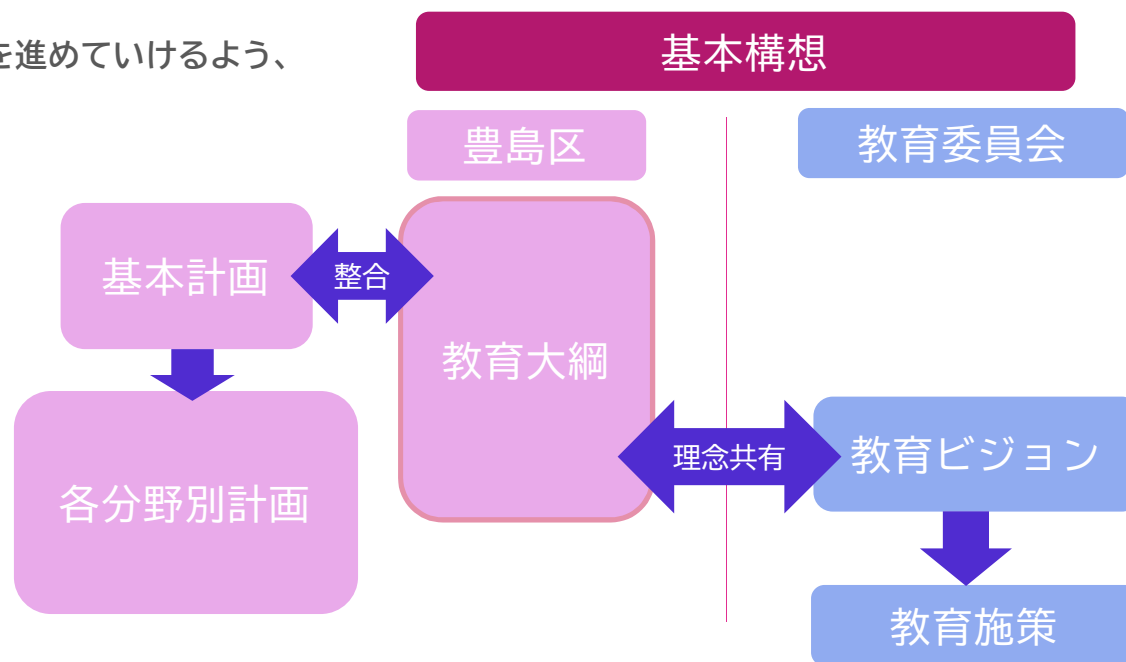 を進めていけるよう、
基本構想
豊島区
教育委員会
基本計画
整合
教育大綱
理念共有
教育ビジョン
各分野別計画
教育施策